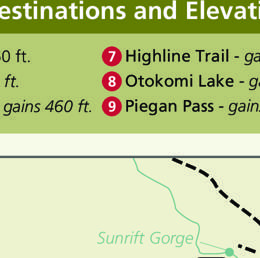 estinations and Elevati
0 ft.
ft.
gains 460 ft.
7 Highline Trail - ga
8 Otokomi Lake - ga
9 Piegan Pass - gain
Sunrift Gorge